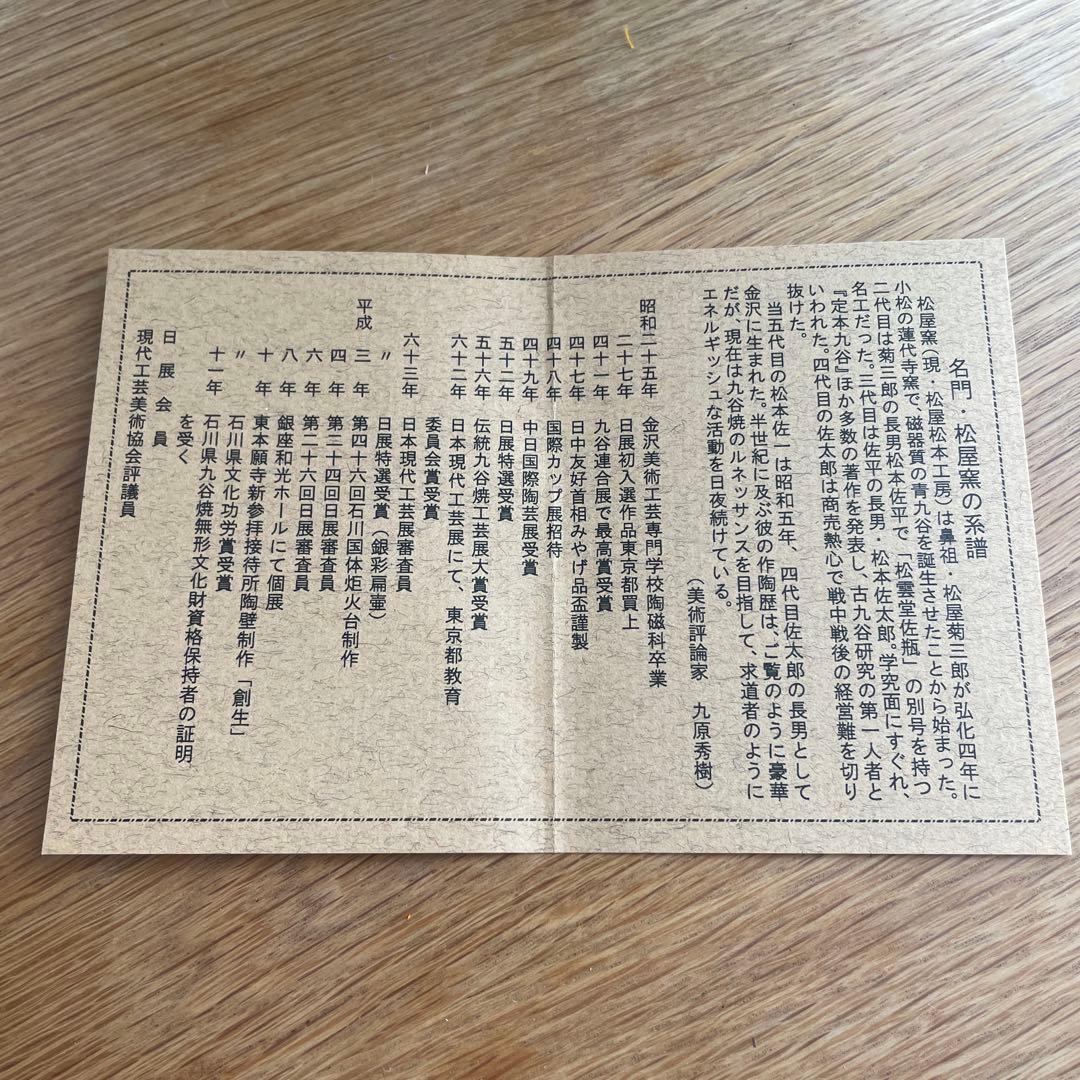 名門・松屋窯の系譜
松屋窯（現・松屋松本工房）は鼻祖・松屋菊三郎が弘化四年に
小松の蓮代寺窯で、磁器質の青九谷を誕生させたことから始まった。
二代目は菊三郎の長男松本佐平で「松雲堂佐瓶」の別号を持つ
名工だった。三代目は佐平の長男・松本佐太郎。学究面にすぐれ、
『定本九谷』ほか多数の著作を発表し、古九谷研究の第一人者と
いわれた。四代目の佐太郎は商売熱心で戦中戦後の経営難を切り
抜けた。
当五代目の松本佐一は昭和五年、四代目佐太郎の長男として
金沢に生まれた。半世紀に及ぶ彼の作陶歴は、ご覧のように豪華
だが、現在は九谷焼のルネッサンスを目指して、求道者のように
エネルギッシュな活動を日夜続けている。
（美術評論家　九原秀樹）
昭和二十五年　金沢美術工芸専門学校陶磁科卒業
二十七年　日展初入選作品東京都買上
四十一年　九谷連合展で最高賞受賞
四十七年　日中友好首相みやげ品盃謹製
四十八年　国際カップ展招待
四十九年　中日国際陶芸展受賞
五十二年　日展特選受賞
五十六年　伝統九谷焼工芸展大賞受賞
六十二年　日本現代工芸展にて、東京都教育
委員会賞受賞
六十三年　日本現代工芸展審査員
〃　日展特選受賞（銀彩扁壷）
平成　三　年　第四十六回石川国体炬火台制作
四　年　第二十四回日展審査員
六　年　第二十六回日展審査員
八　年　銀座和光ホールにて個展
十　年　東本願寺新参拝接待所陶壁制作「創生」
〃　石川県文化功労賞受賞
十一年　石川県九谷焼無形文化財資格保持者の証明
を受く
日展会員
現代工芸美術協会評議員